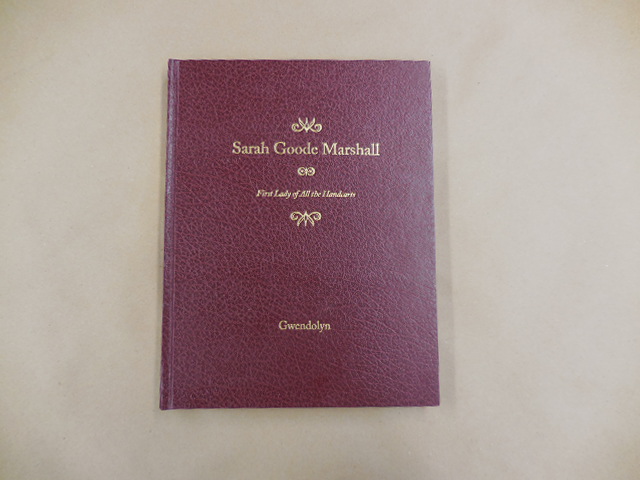 Sarah Goode Marshall
First Lady of All the Handcarts
Gwendolyn